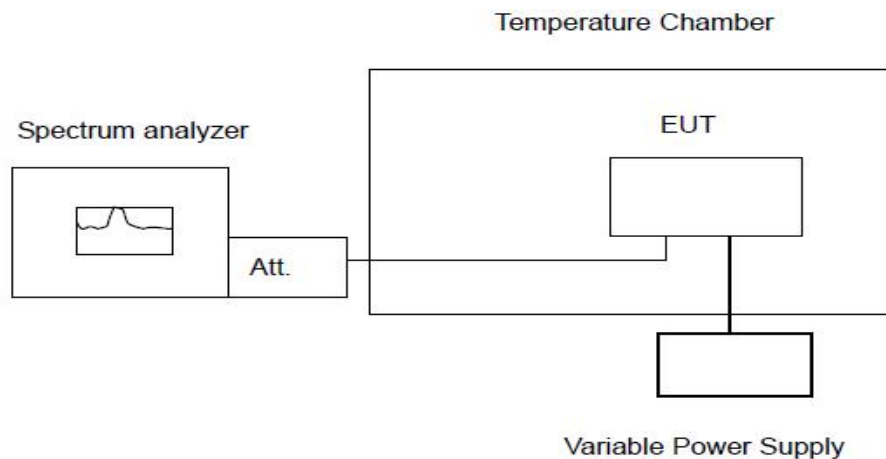 Temperature Chamber
Spectrum analyzer
EUT
Att.
Variable Power Supply